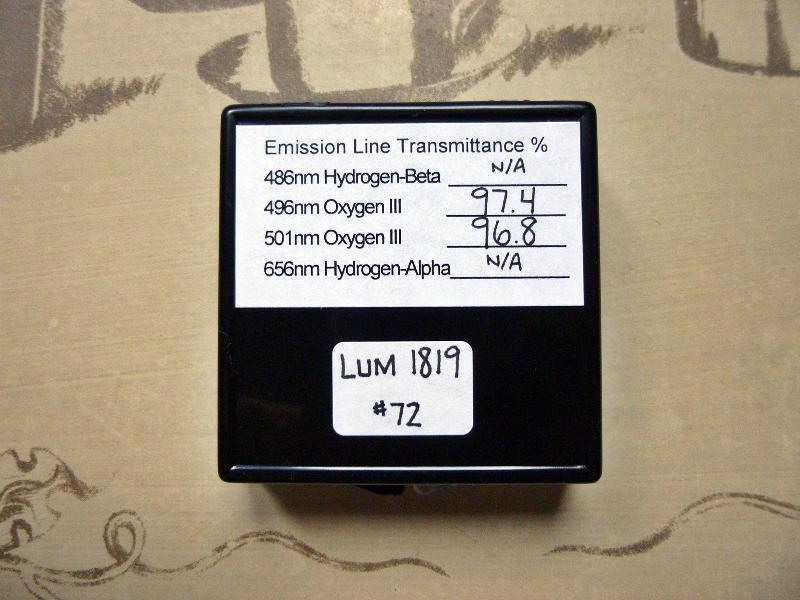 Emission Line Transmittance %
486nm Hydrogen-Beta N/A
496nm Oxygen III 97.4
501nm Oxygen III 96.8
656nm Hydrogen-Alpha N/A
LUM 1819
#72